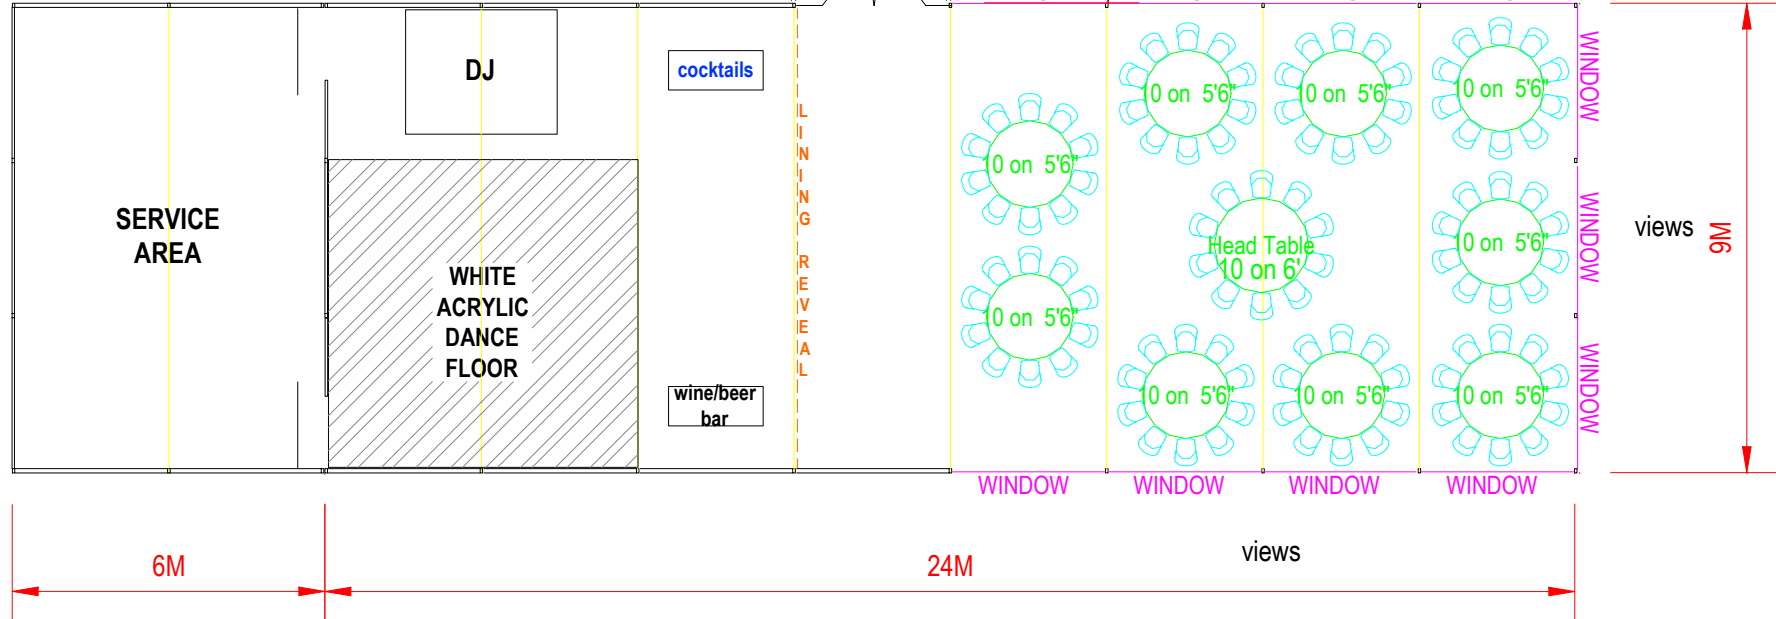 DJ
cocktails
LINING REVEAL
SERVICE
AREA
WHITE
ACRYLIC
DANCE
FLOOR
wine/beer
bar
10 on 5'6"
10 on 5'6"
10 on 5'6"
10 on 5'6"
10 on 5'6"
Head Table
10 on 6'
10 on 5'6"
10 on 5'6"
10 on 5'6"
10 on 5'6"
WINDOW
WINDOW
WINDOW
views
9M
WINDOW
WINDOW
WINDOW
WINDOW
views
6M
24M